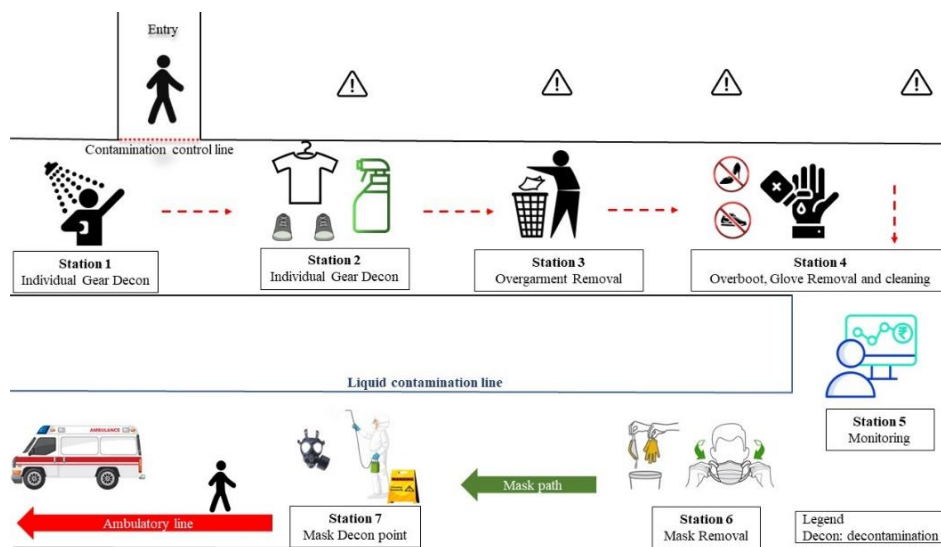 Entry
Contamination control line
Station 1
Individual Gear Decon
Station 2
Individual Gear Decon
Station 3
Overgarment Removal
Station 4
Overboot, Glove Removal and cleaning
Liquid contamination line
Station 5
Monitoring
AMBULANCE
Mask path
Ambulatory line
Station 7
Mask Decon point
Station 6
Mask Removal
Legend
Decon: decontamination